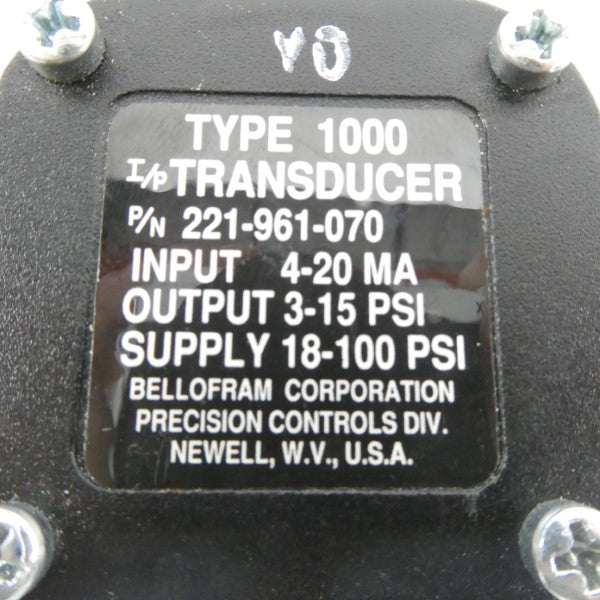 TYPE 1000
I/P TRANSDUCER
P/N 221-961-070
INPUT 4-20 MA
OUTPUT 3-15 PSI
SUPPLY 18-100 PSI
BELLOFRAM CORPORATION
PRECISION CONTROLS DIV.
NEWELL, W.V., U.S.A.